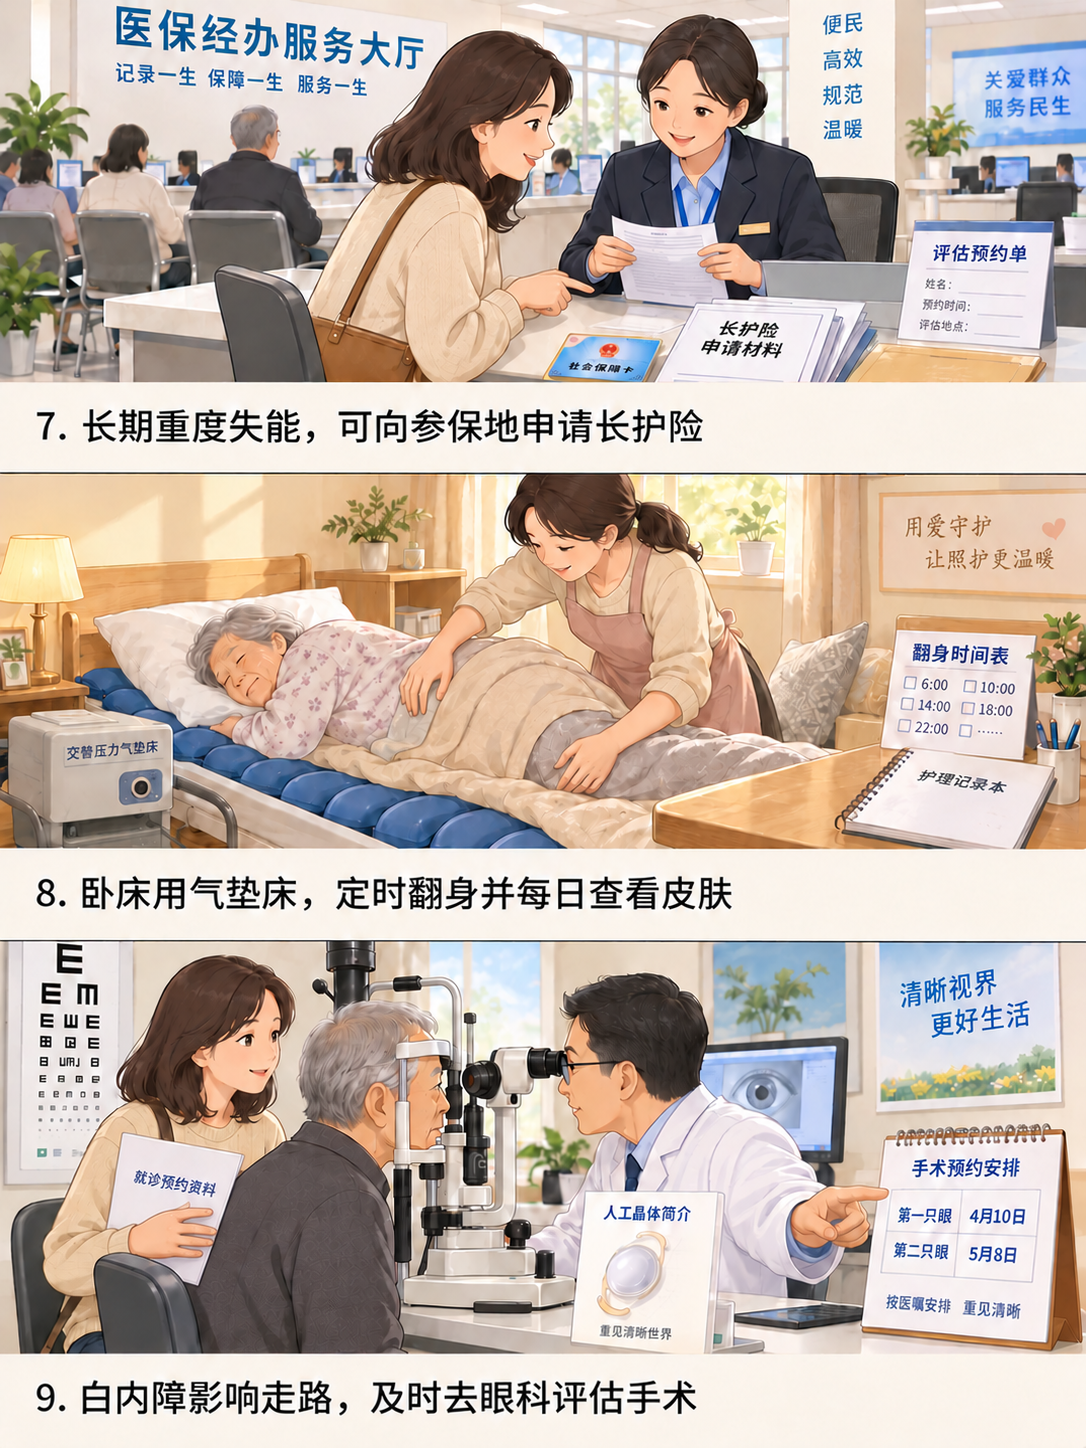 医保经办服务大厅
记录一生 保障一生 服务一生
便民
高效
规范
温暖
关爱群众
服务民生
评估预约单
姓名：
预约时间：
评估地点：
长护险
申请材料
社会保障卡
7. 长期重度失能，可向参保地申请长护险
用爱守护
让照护更温暖
翻身时间表
6:00 10:00
14:00 18:00
22:00 ……
交替压力气垫床
护理记录本
8. 卧床用气垫床，定时翻身并每日查看皮肤
E
E M
E W E
清晰视界
更好生活
就诊预约资料
手术预约安排
第一只眼 4月10日
第二只眼 5月8日
按医嘱安排 重见清晰
人工晶体简介
重见清晰世界
9. 白内障影响走路，及时去眼科评估手术